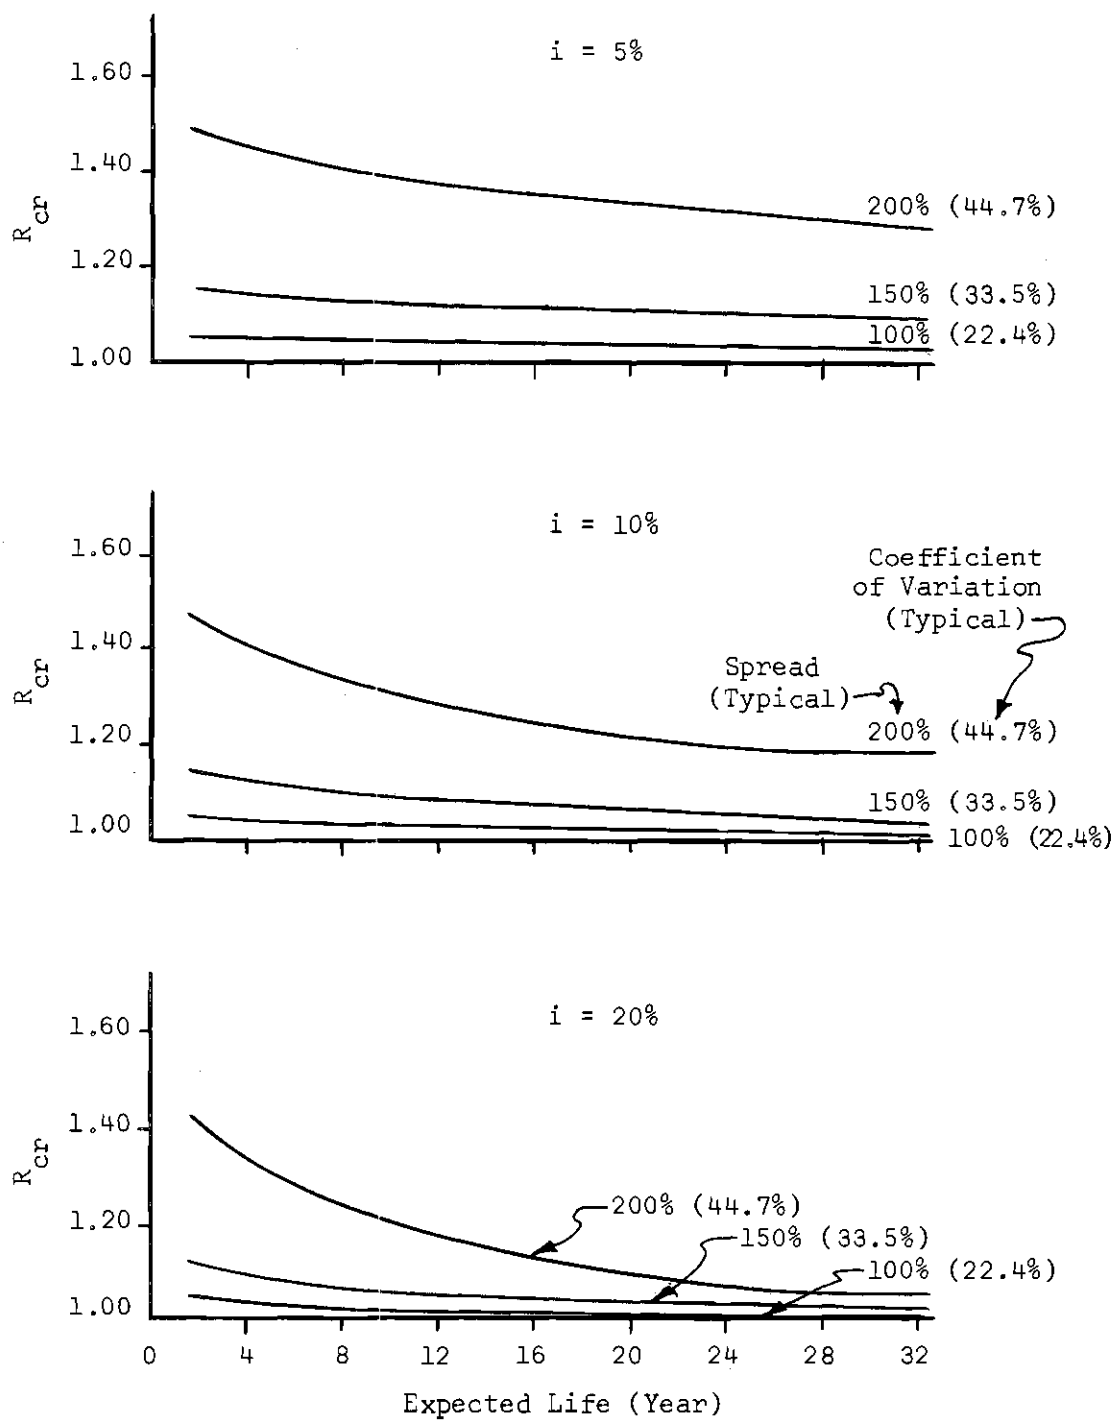 i = 5%
1.60
1.40
1.20
1.00
R_cr
200% (44.7%)
150% (33.5%)
100% (22.4%)
i = 10%
1.60
1.40
1.20
1.00
R_cr
Coefficient
of Variation
(Typical)
Spread
(Typical)
200% (44.7%)
150% (33.5%)
100% (22.4%)
i = 20%
1.60
1.40
1.20
1.00
R_cr
200% (44.7%)
150% (33.5%)
100% (22.4%)
0 4 8 12 16 20 24 28 32
Expected Life (Year)